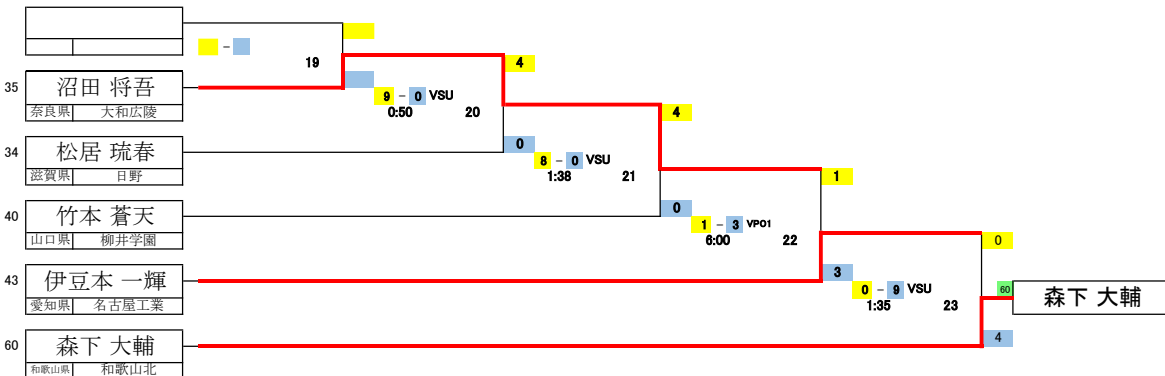 –
19
35
沼田 将吾
奈良県 大和広陵
4
9 – 0 VSU
0:50 20
4
34
松居 琉春
滋賀県 日野
0
8 – 0 VSU
1:38 21
1
40
竹本 蒼天
山口県 柳井学園
0
1 – 3 VPO1
6:00 22
0
43
伊豆本 一輝
愛知県 名古屋工業
3
0 – 9 VSU
1:35 23
60
森下 大輔
60
森下 大輔
和歌山県 和歌山北
4